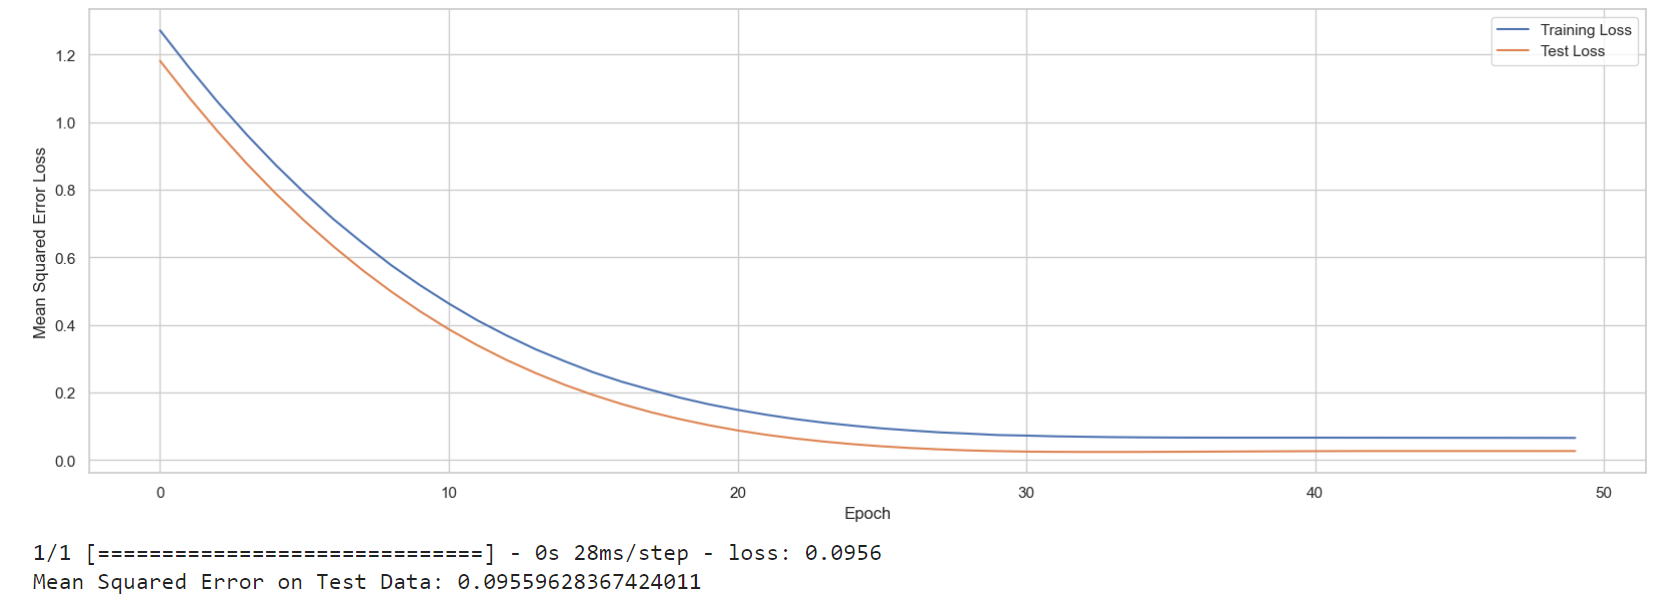 Training Loss
Test Loss
Mean Squared Error Loss
1.2
1.0
0.8
0.6
0.4
0.2
0.0
0 10 20 30 40 50
Epoch
1/1 [==============================] - 0s 28ms/step - loss: 0.0956
Mean Squared Error on Test Data: 0.09559628367424011